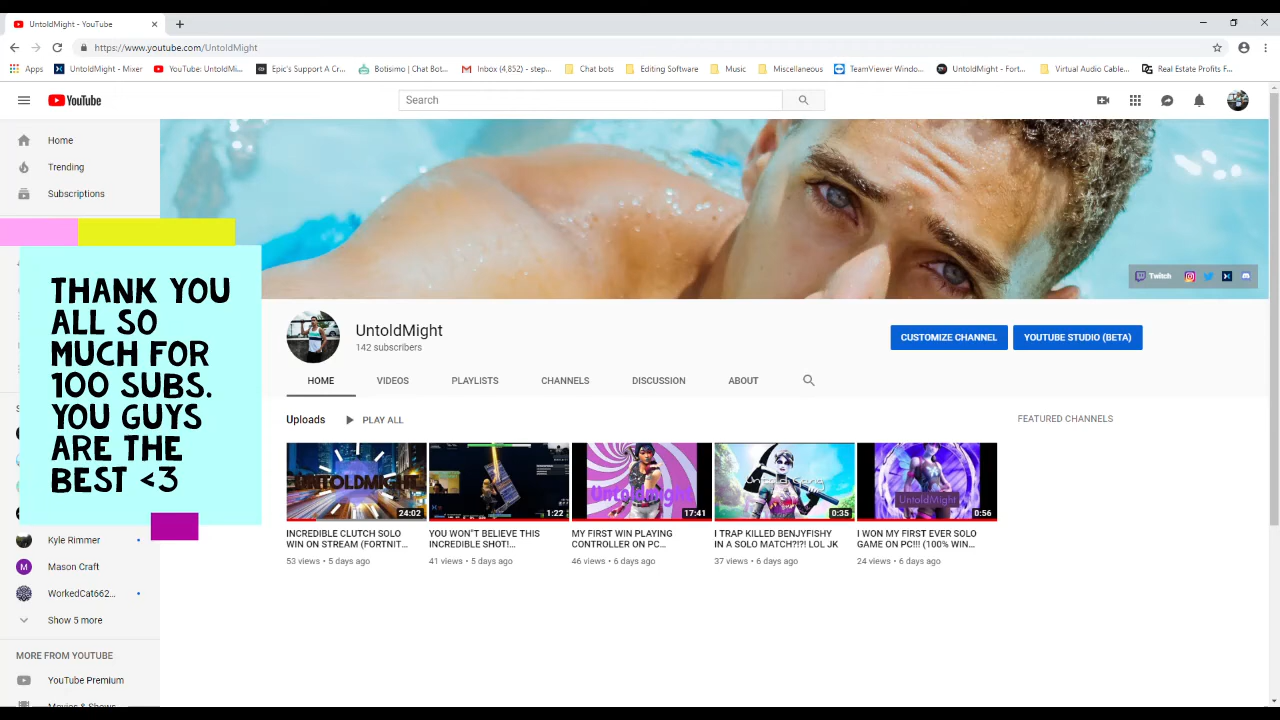 UntoldMight - YouTube
https://www.youtube.com/UntoldMight
Apps
UntoldMight - Mixer
YouTube: UntoldMi...
Epic's Support A Cr...
Botisimo | Chat Bot...
Inbox (4,852) - step...
Chat bots
Editing Software
Music
Miscellaneous
TeamViewer Windo...
UntoldMight - Fort...
Virtual Audio Cable...
Real Estate Profits F...
YouTube
Search
Home
Trending
Subscriptions
Twitch
THANK YOU
ALL SO
MUCH FOR
100 SUBS.
YOU GUYS
ARE THE
BEST <3
UntoldMight
142 subscribers
CUSTOMIZE CHANNEL
YOUTUBE STUDIO (BETA)
HOME
VIDEOS
PLAYLISTS
CHANNELS
DISCUSSION
ABOUT
Uploads
PLAY ALL
FEATURED CHANNELS
UNTOLDMIGHT
24:02
1:22
Untoldmight
17:41
0:35
UntoldMight
0:56
INCREDIBLE CLUTCH SOLO
WIN ON STREAM (FORTNIT...
53 views • 5 days ago
YOU WON"T BELIEVE THIS
INCREDIBLE SHOT!...
41 views • 5 days ago
MY FIRST WIN PLAYING
CONTROLLER ON PC...
46 views • 6 days ago
I TRAP KILLED BENJYFISHY
IN A SOLO MATCH?!?! LOL JK
37 views • 6 days ago
I WON MY FIRST EVER SOLO
GAME ON PC!!! (100% WIN...
24 views • 6 days ago
Kyle Rimmer
M
Mason Craft
WorkedCat662...
Show 5 more
MORE FROM YOUTUBE
YouTube Premium
Movies & Shows